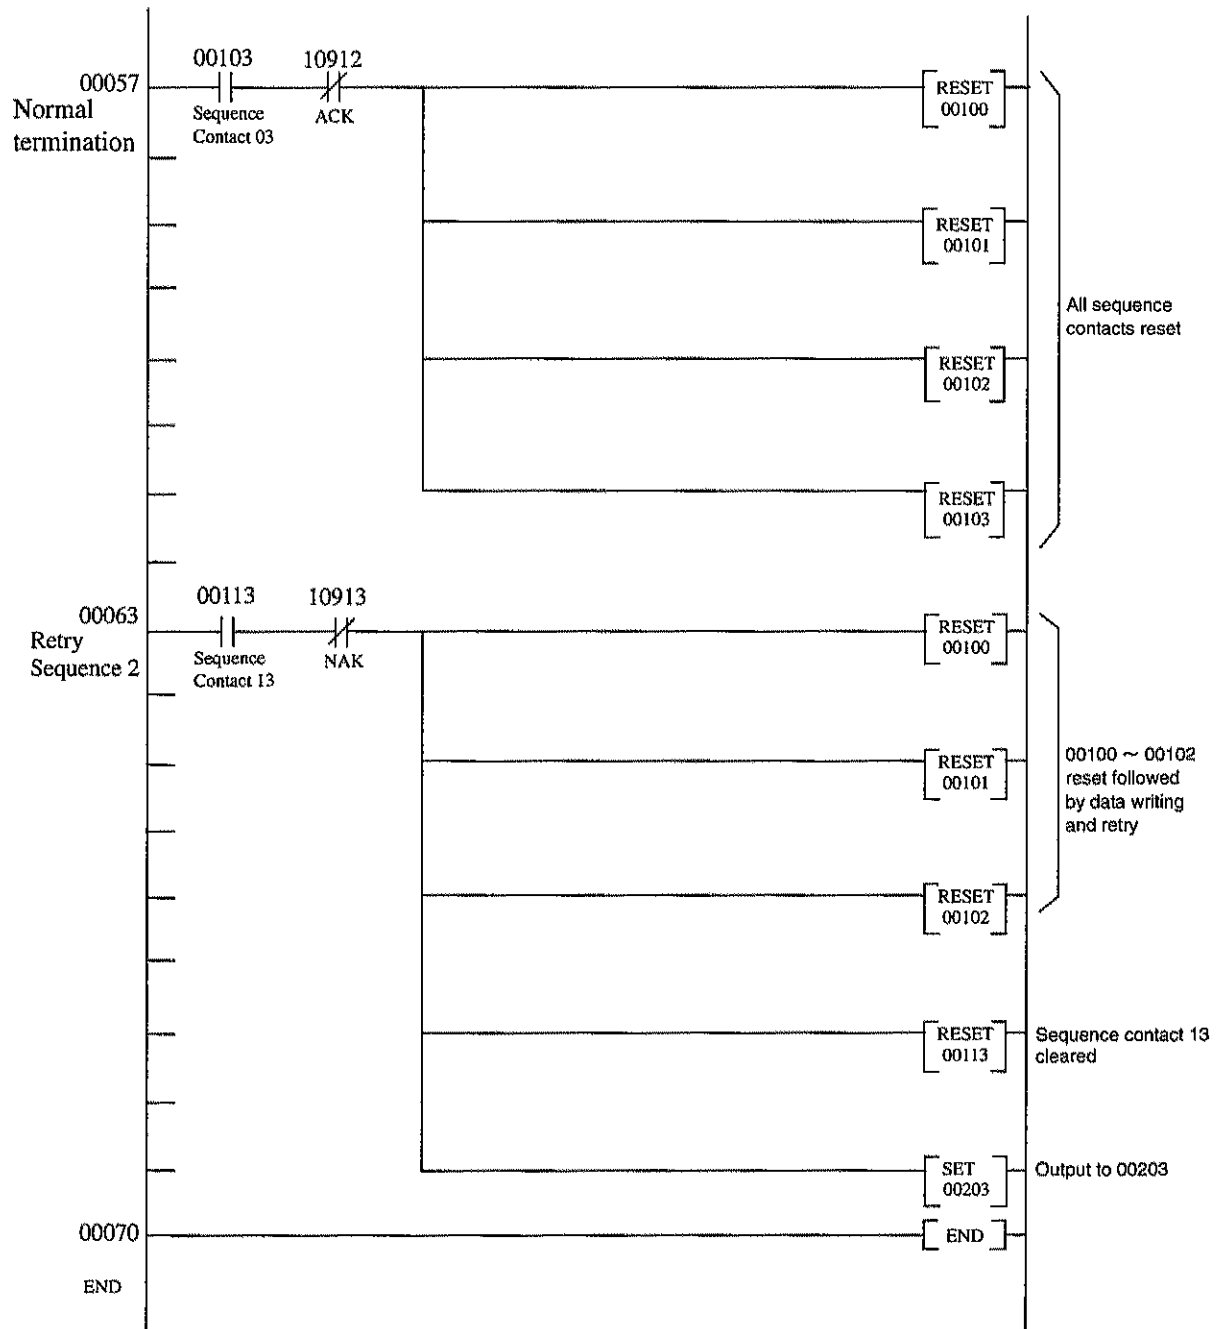 00103 10912
00057
Normal
termination
Sequence
Contact 03
ACK
RESET
00100
RESET
00101
All sequence
contacts reset
RESET
00102
RESET
00103
00113 10913
00063
Retry
Sequence 2
Sequence
Contact 13
NAK
RESET
00100
RESET
00101
00100 ~ 00102
reset followed
by data writing
and retry
RESET
00102
RESET
00113
Sequence contact 13
cleared
SET
00203
Output to 00203
00070
END
END